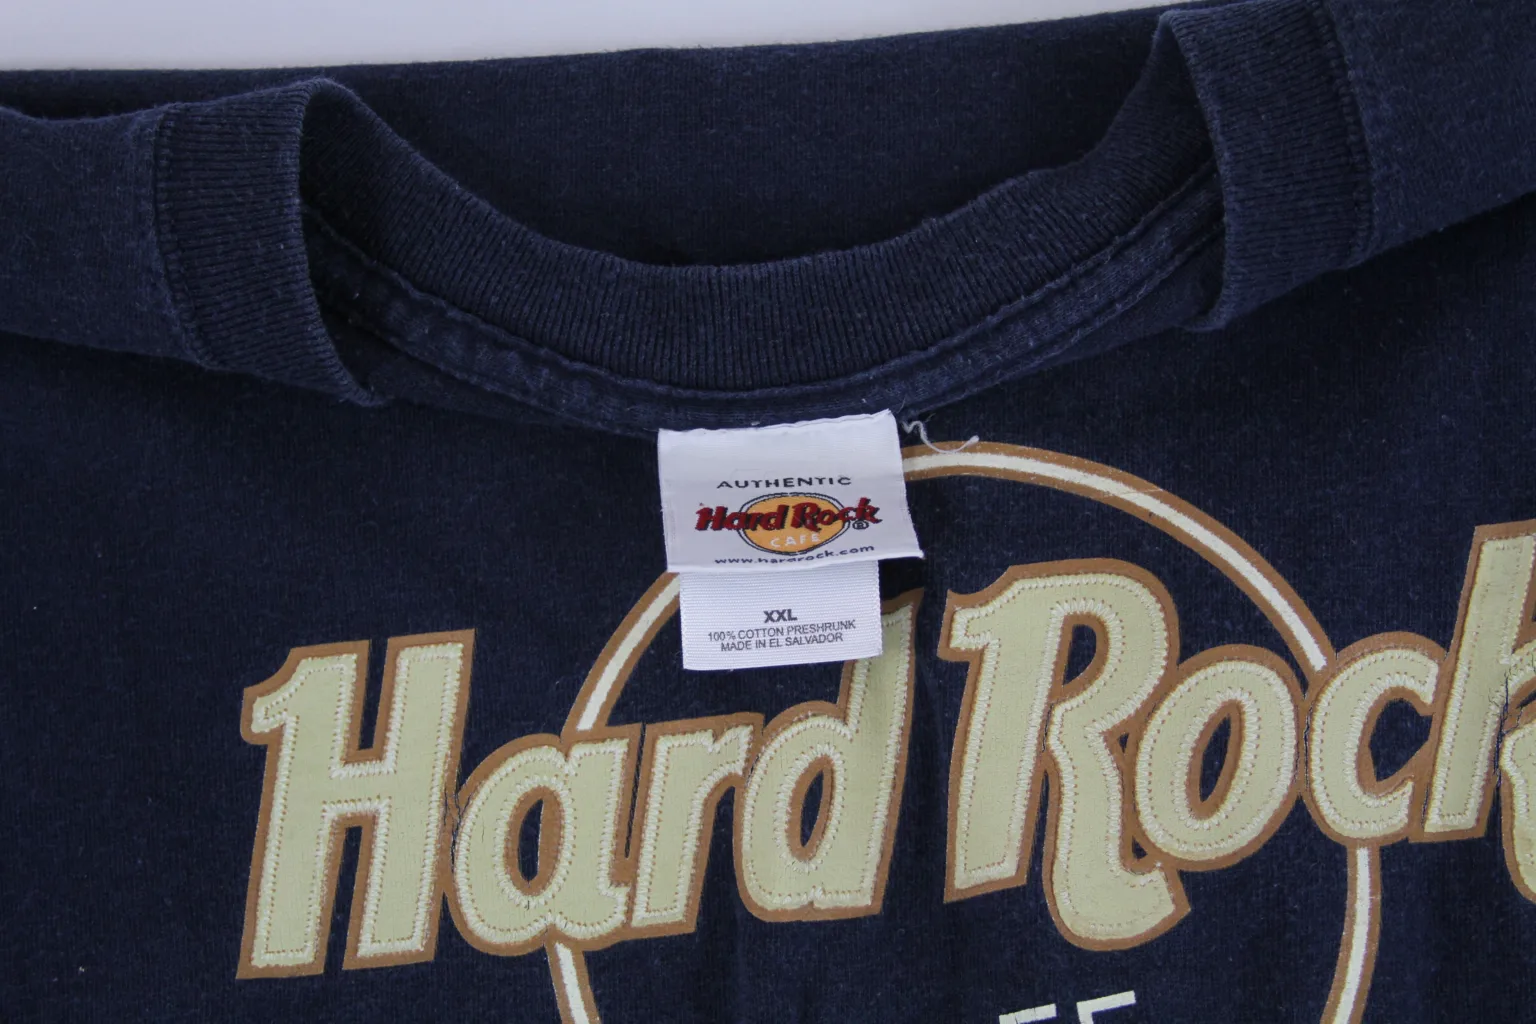 AUTHENTIC
Hard Rock ®
CAFE
www.hardrock.com
XXL
100% COTTON PRESHRUNK
MADE IN EL SALVADOR
Hard Rock